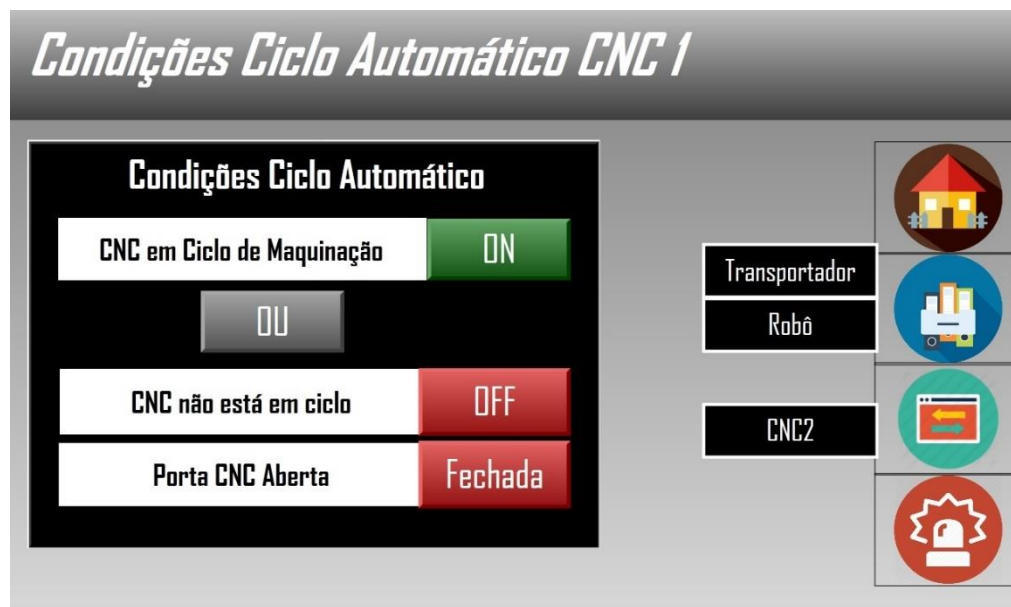 Condições Ciclo Automático CNC 1
Condições Ciclo Automático
CNC em Ciclo de Maquinação
ON
OU
CNC não está em ciclo
OFF
Porta CNC Aberta
Fechada
Transportador
Robô
CNC2